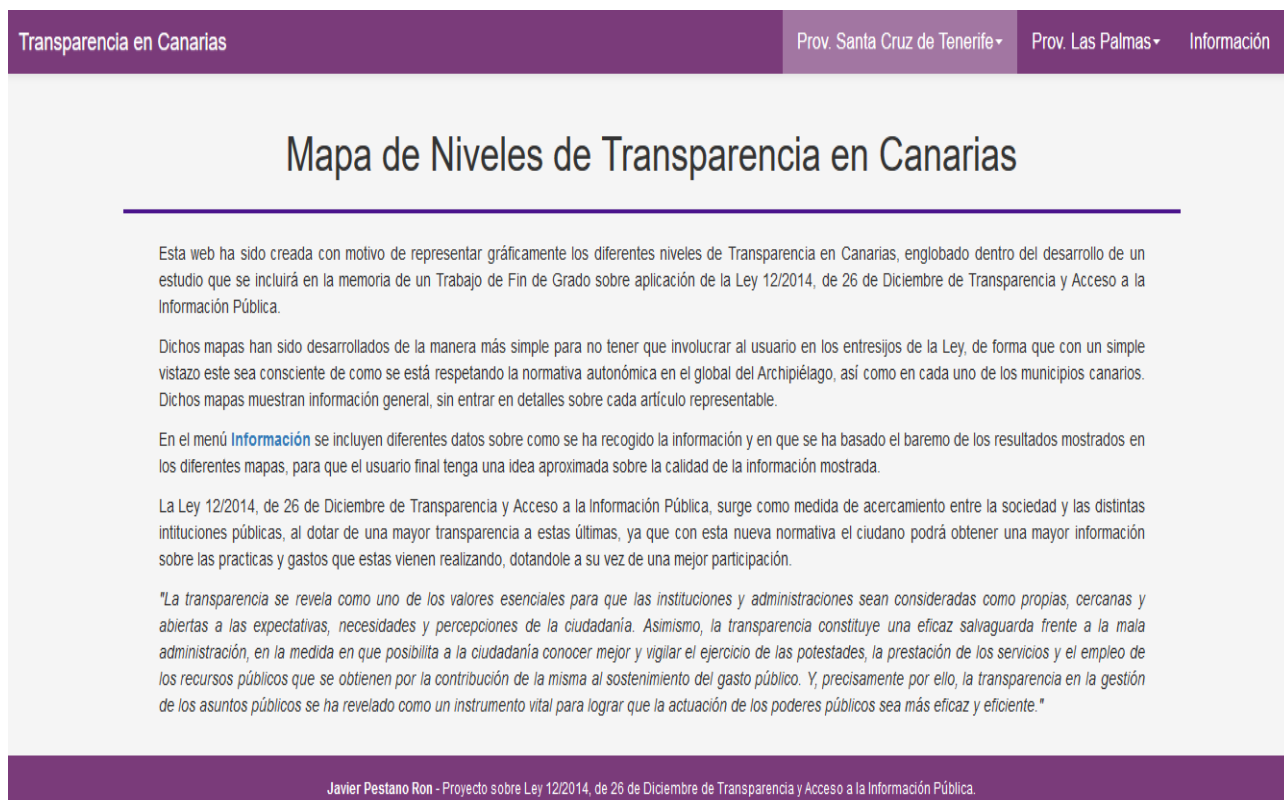 Transparencia en Canarias
Prov. Santa Cruz de Tenerife
Prov. Las Palmas
Información
Mapa de Niveles de Transparencia en Canarias
Esta web ha sido creada con motivo de representar gráficamente los diferentes niveles de Transparencia en Canarias, englobado dentro del desarrollo de un
estudio que se incluirá en la memoria de un Trabajo de Fin de Grado sobre aplicación de la Ley 12/2014, de 26 de Diciembre de Transparencia y Acceso a la
Información Pública.
Dichos mapas han sido desarrollados de la manera más simple para no tener que involucrar al usuario en los entresijos de la Ley, de forma que con un simple
vistazo este sea consciente de como se está respetando la normativa autonómica en el global del Archipiélago, así como en cada uno de los municipios canarios.
Dichos mapas muestran información general, sin entrar en detalles sobre cada artículo representable.
En el menú Información se incluyen diferentes datos sobre como se ha recogido la información y en que se ha basado el baremo de los resultados mostrados en
los diferentes mapas, para que el usuario final tenga una idea aproximada sobre la calidad de la información mostrada.
La Ley 12/2014, de 26 de Diciembre de Transparencia y Acceso a la Información Pública, surge como medida de acercamiento entre la sociedad y las distintas
intituciones públicas, al dotar de una mayor transparencia a estas últimas, ya que con esta nueva normativa el ciudano podrá obtener una mayor información
sobre las practicas y gastos que estas vienen realizando, dotandole a su vez de una mejor participación.
"La transparencia se revela como uno de los valores esenciales para que las instituciones y administraciones sean consideradas como propias, cercanas y
abiertas a las expectativas, necesidades y percepciones de la ciudadanía. Asimismo, la transparencia constituye una eficaz salvaguarda frente a la mala
administración, en la medida en que posibilita a la ciudadanía conocer mejor y vigilar el ejercicio de las potestades, la prestación de los servicios y el empleo de
los recursos públicos que se obtienen por la contribución de la misma al sostenimiento del gasto público. Y, precisamente por ello, la transparencia en la gestión
de los asuntos públicos se ha revelado como un instrumento vital para lograr que la actuación de los poderes públicos sea más eficaz y eficiente."
Javier Pestano Ron - Proyecto sobre Ley 12/2014, de 26 de Diciembre de Transparencia y Acceso a la Información Pública.